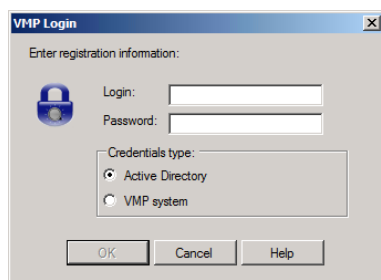 VMP Login
Enter registration information:
Login:
Password:
Credentials type:
Active Directory
VMP system
OK Cancel Help